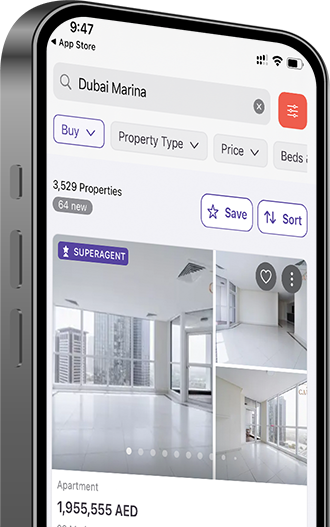 9:47
App Store
Dubai Marina
Buy
Property Type
Price
Beds
3,529 Properties
64 new
Save
Sort
SUPERAGENT
Apartment
1,955,555 AED